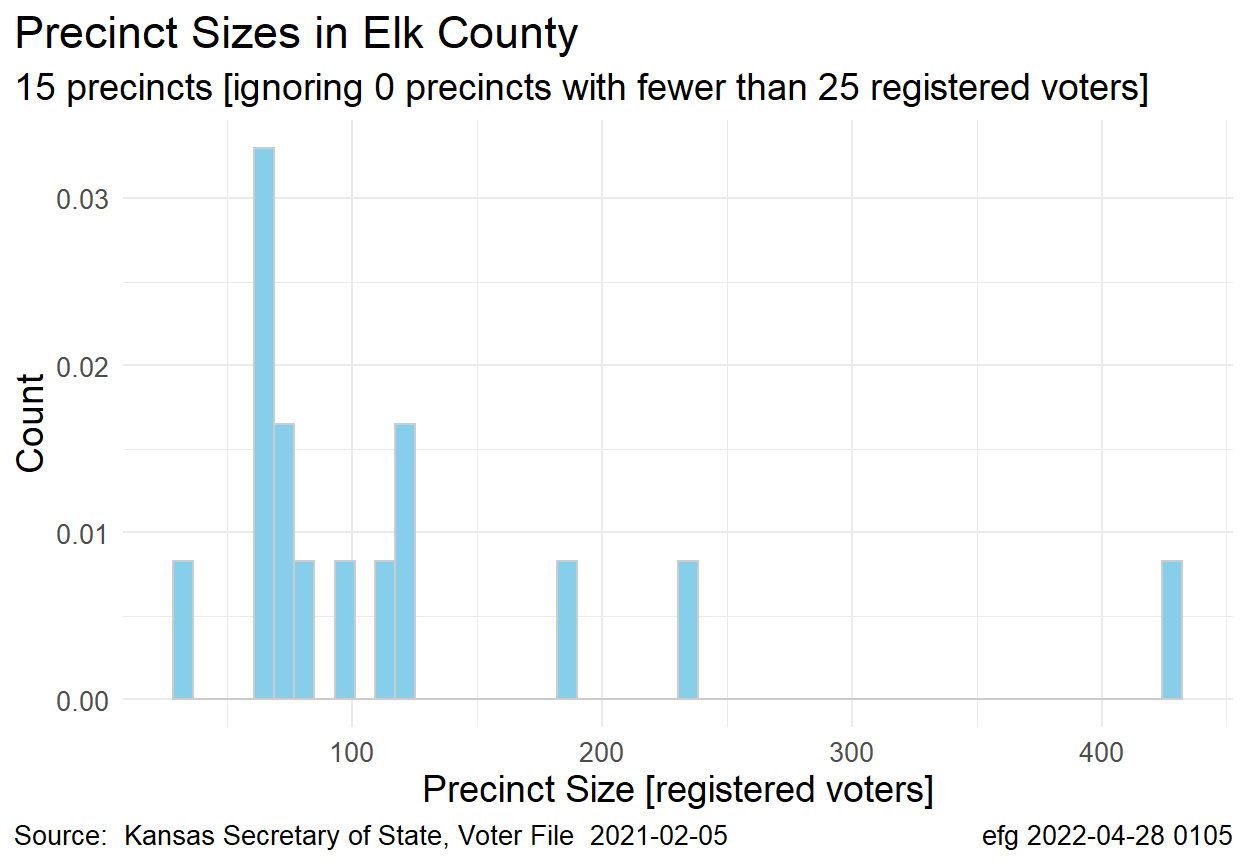 Precinct Sizes in Elk County
15 precincts [ignoring 0 precincts with fewer than 25 registered voters]
0.03
0.02
0.01
0.00
Count
100 200 300 400
Precinct Size [registered voters]
Source:  Kansas Secretary of State, Voter File  2021-02-05 efg 2022-04-28 0105